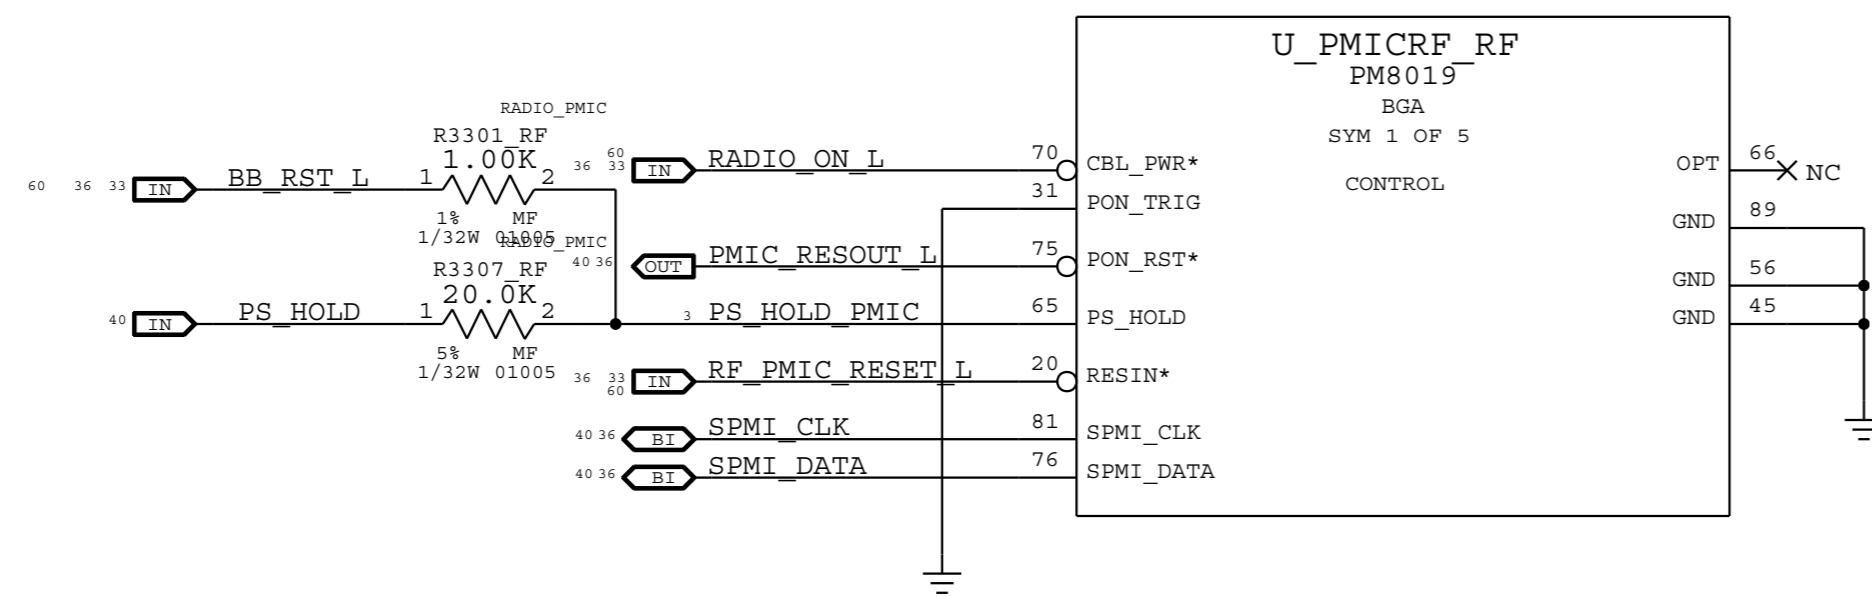 U_PMICRF_RF
PM8019
BGA
SYM 1 OF 5
CONTROL
RADIO_PMIC
R3301_RF
1.00K
60 36 33 IN BB_RST_L 1 2
1% MF
1/32W 01005
RADIO_PMIC
R3307_RF
20.0K
40 IN PS_HOLD 1 2
5% MF
1/32W 01005
60
36 33 IN RADIO_ON_L 70 CBL_PWR*
31 PON_TRIG
40 36 OUT PMIC_RESOUT_L 75 PON_RST*
3 PS_HOLD_PMIC 65 PS_HOLD
36 33 IN RF_PMIC_RESET_L 20 RESIN*
60
40 36 BI SPMI_CLK 81 SPMI_CLK
40 36 BI SPMI_DATA 76 SPMI_DATA
OPT 66 NC
GND 89
GND 56
GND 45